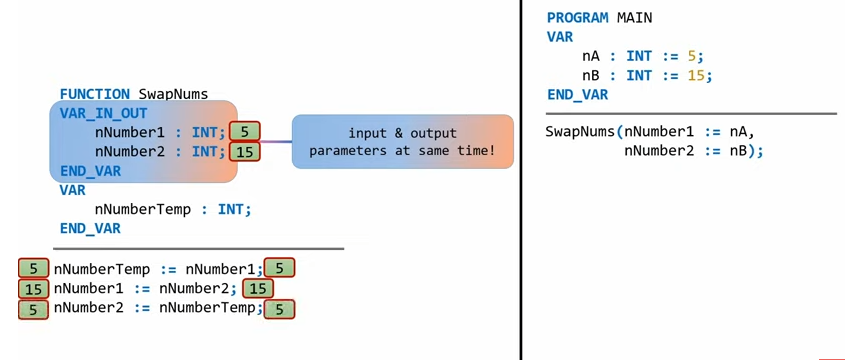 FUNCTION SwapNums
VAR_IN_OUT
nNumber1 : INT; 5
nNumber2 : INT; 15
END_VAR
VAR
nNumberTemp : INT;
END_VAR
input & output
parameters at same time!
5 nNumberTemp := nNumber1; 5
15 nNumber1 := nNumber2; 15
5 nNumber2 := nNumberTemp; 5
PROGRAM MAIN
VAR
nA : INT := 5;
nB : INT := 15;
END_VAR
SwapNums(nNumber1 := nA,
nNumber2 := nB);